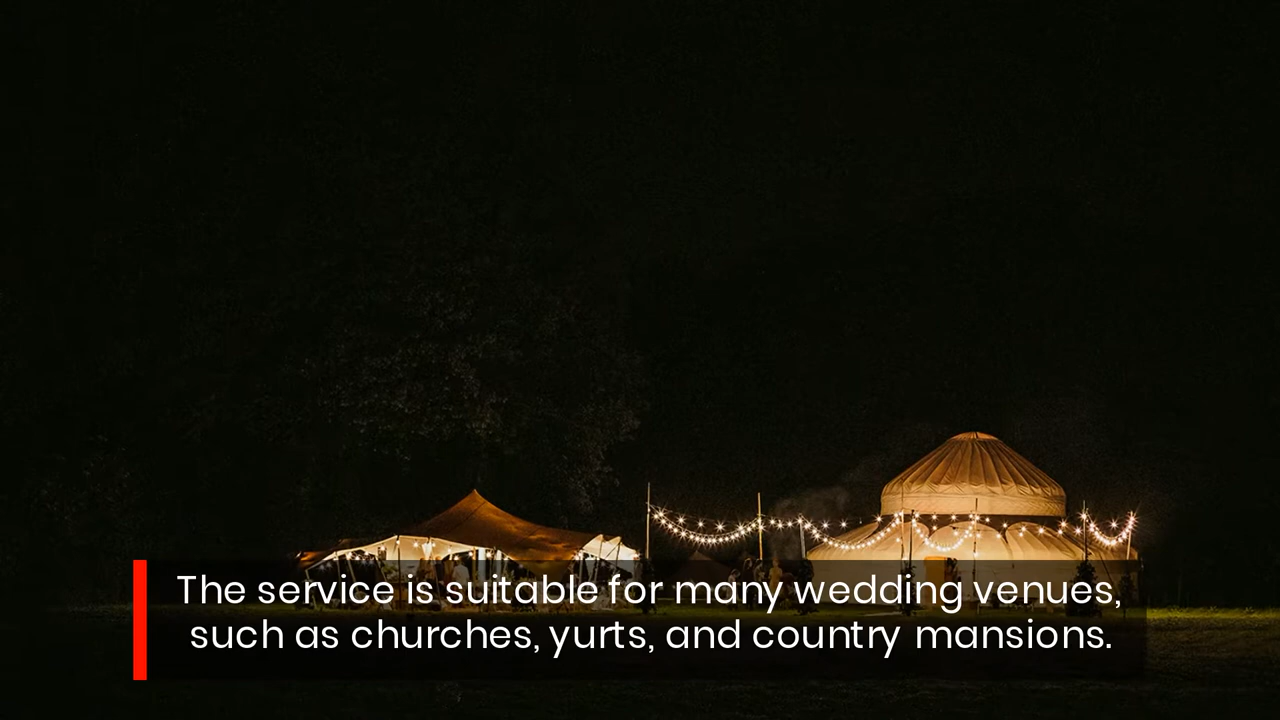 The service is suitable for many wedding venues,
such as churches, yurts, and country mansions.